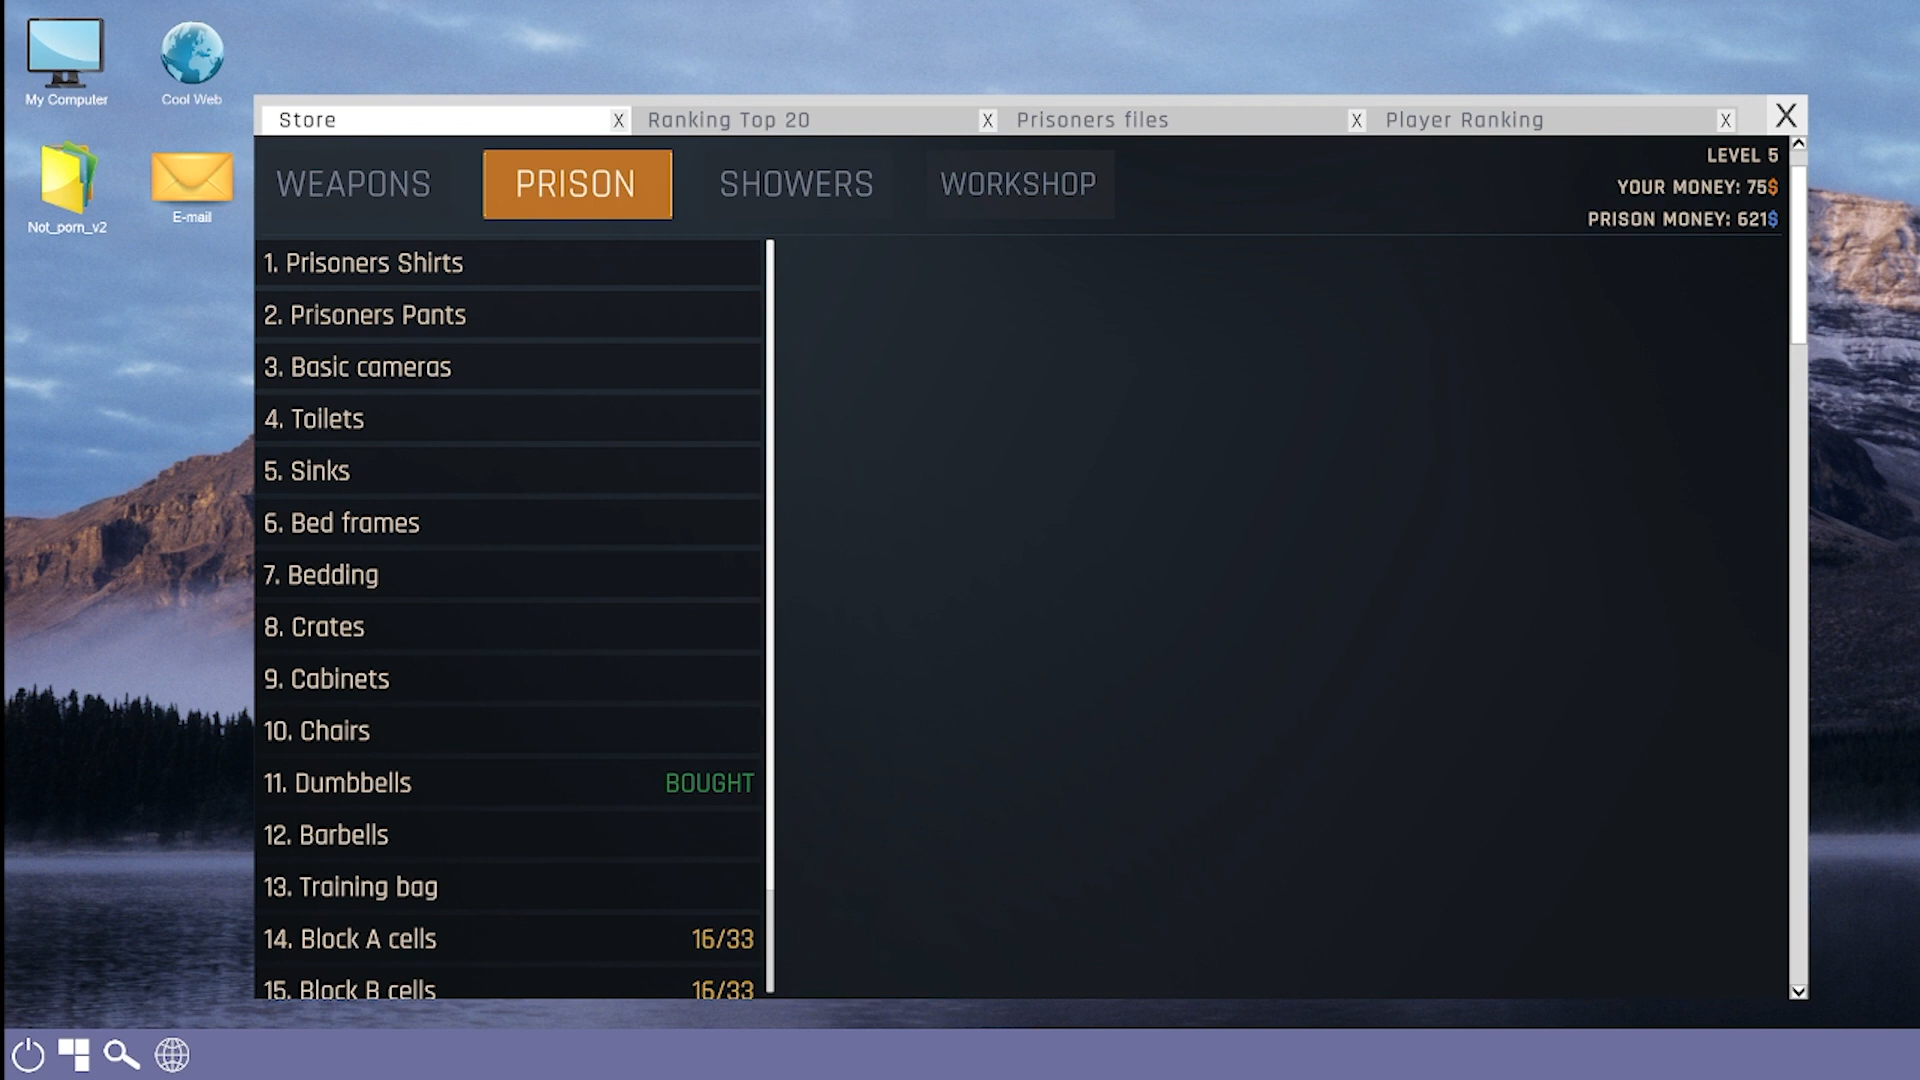 My Computer
Cool Web
Not_porn_v2
E-mail
Store X Ranking Top 20 X Prisoners files X Player Ranking X X
WEAPONS PRISON SHOWERS WORKSHOP
LEVEL 5
YOUR MONEY: 75$
PRISON MONEY: 621$
1. Prisoners Shirts
2. Prisoners Pants
3. Basic cameras
4. Toilets
5. Sinks
6. Bed frames
7. Bedding
8. Crates
9. Cabinets
10. Chairs
11. Dumbbells BOUGHT
12. Barbells
13. Training bag
14. Block A cells 16/33
15. Block B cells 16/33